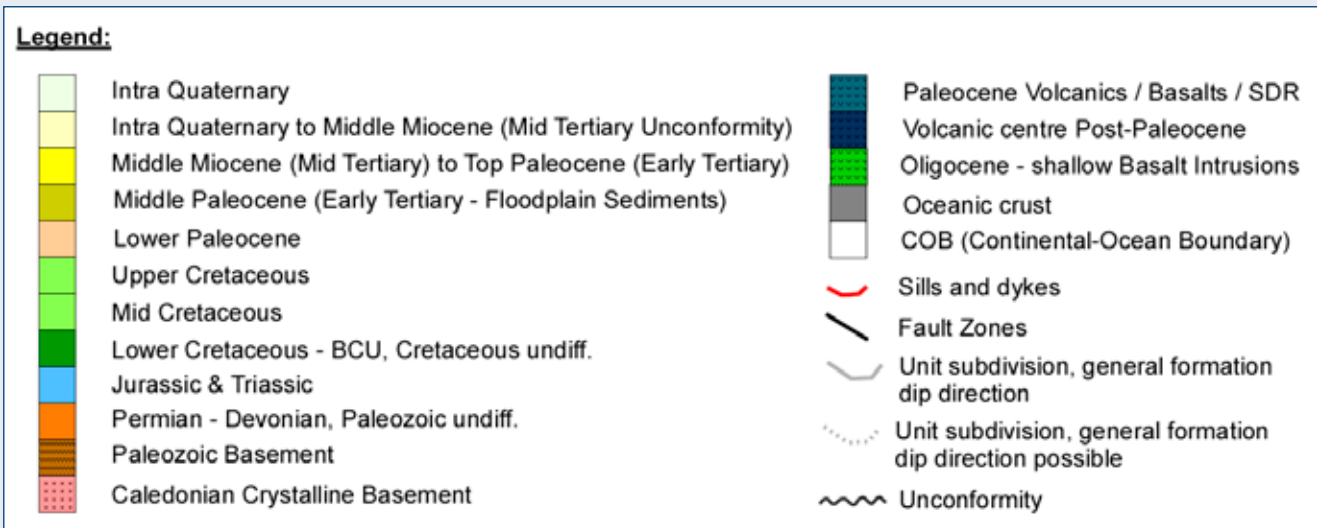 Legend:
Intra Quaternary
Intra Quaternary to Middle Miocene (Mid Tertiary Unconformity)
Middle Miocene (Mid Tertiary) to Top Paleocene (Early Tertiary)
Middle Paleocene (Early Tertiary - Floodplain Sediments)
Lower Paleocene
Upper Cretaceous
Mid Cretaceous
Lower Cretaceous - BCU, Cretaceous undiff.
Jurassic & Triassic
Permian - Devonian, Paleozoic undiff.
Paleozoic Basement
Caledonian Crystalline Basement
Paleocene Volcanics / Basalts / SDR
Volcanic centre Post-Paleocene
Oligocene - shallow Basalt Intrusions
Oceanic crust
COB (Continental-Ocean Boundary)
Sills and dykes
Fault Zones
Unit subdivision, general formation
dip direction
Unit subdivision, general formation
dip direction possible
Unconformity